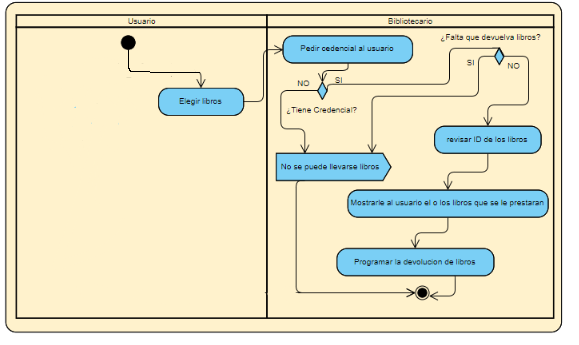 Usuario
Bibliotecario
¿Falta que devuelva libros?
Pedir cedencial al usuario
SI
NO
NO
SI
Elegir libros
¿Tiene Credencial?
revisar ID de los libros
No se puede llevarse libros
Mostrarle al usuario el o los libros que se le prestaran
Programar la devolucion de libros